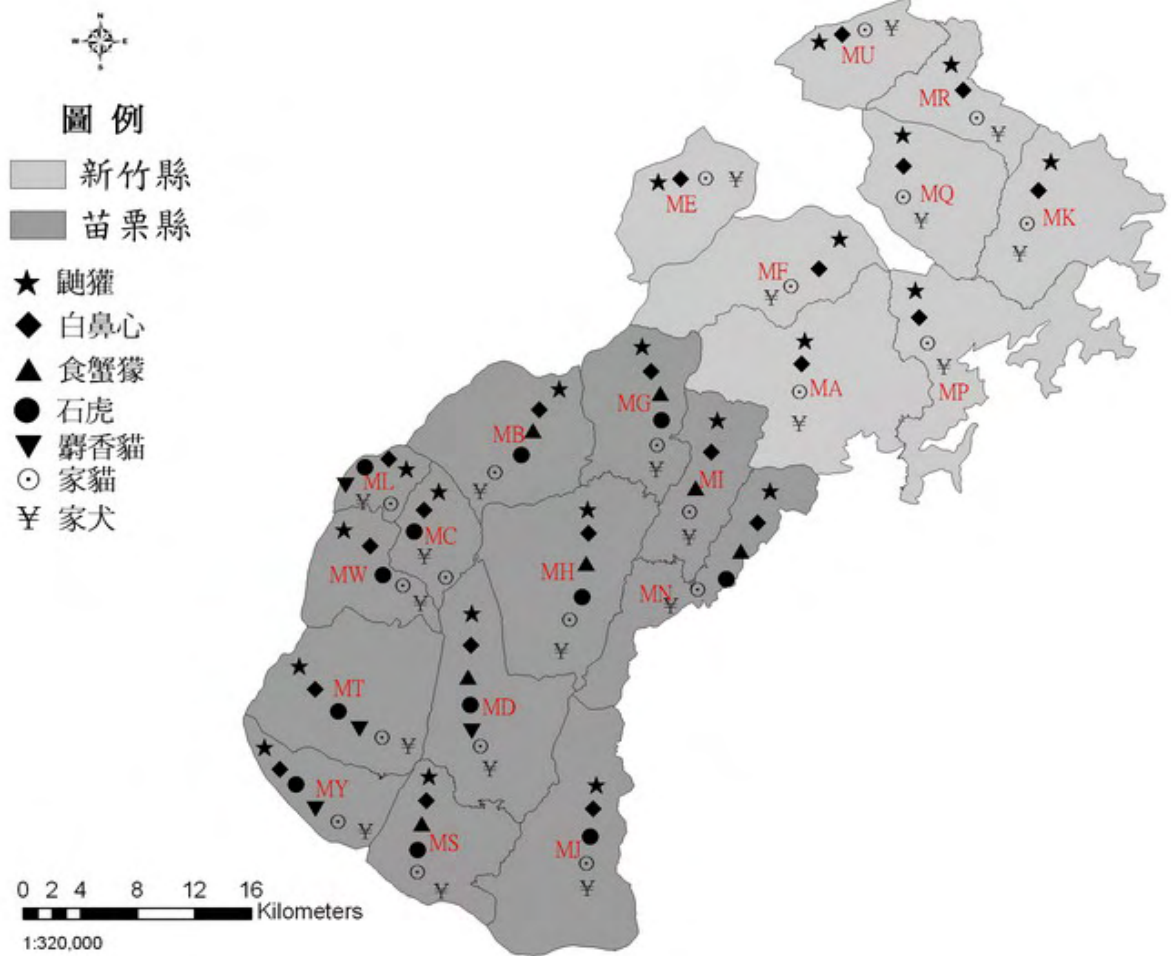 N
W E
S
圖 例
新竹縣
苗栗縣
鼬獾
白鼻心
食蟹獴
石虎
麝香貓
家貓
¥ 家犬
¥
MU
MR
¥
ME
¥
MQ
¥
MK
¥
MF
¥
MA
¥
¥
MP
MG
¥
MB
¥
MI
¥
ML
¥
MC
¥
MW
¥
MH
¥
MN
¥
MT
¥
MD
¥
MY
¥
MS
¥
MJ
¥
0 2 4 8 12 16
Kilometers
1:320,000